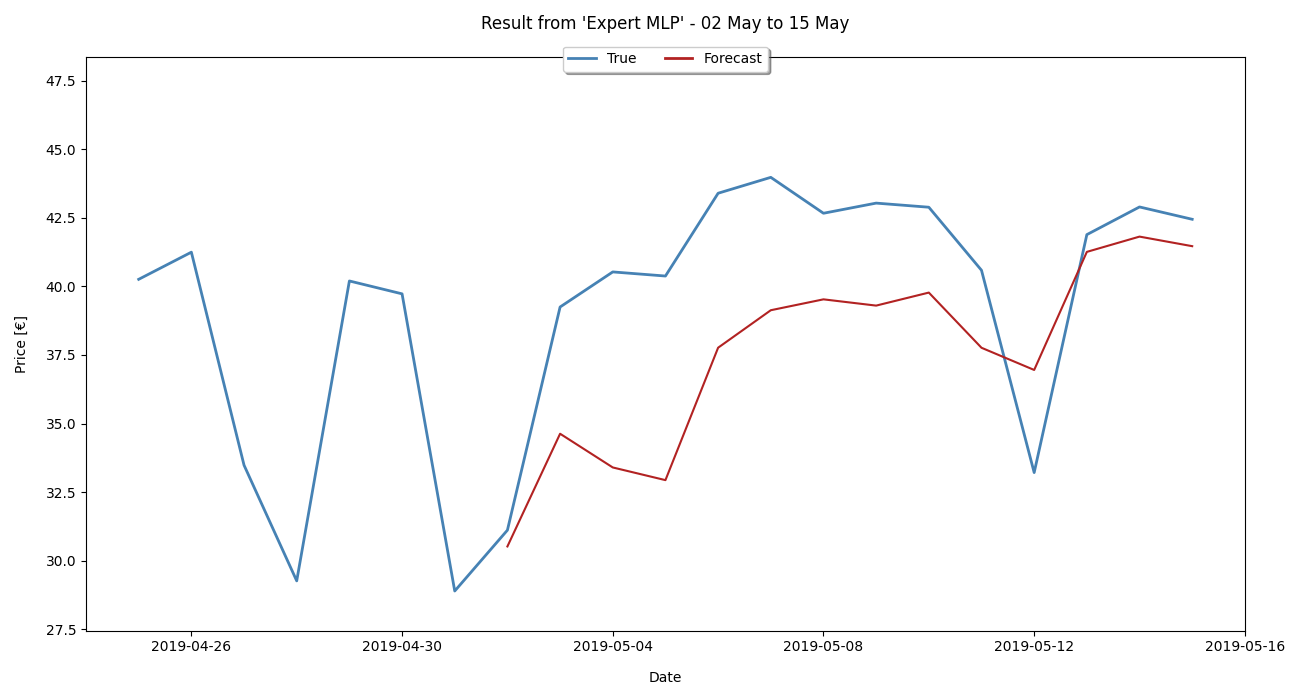 Result from 'Expert MLP' - 02 May to 15 May
True Forecast
47.5
45.0
42.5
40.0
37.5
35.0
32.5
30.0
27.5
Price [€]
2019-04-26 2019-04-30 2019-05-04 2019-05-08 2019-05-12 2019-05-16
Date